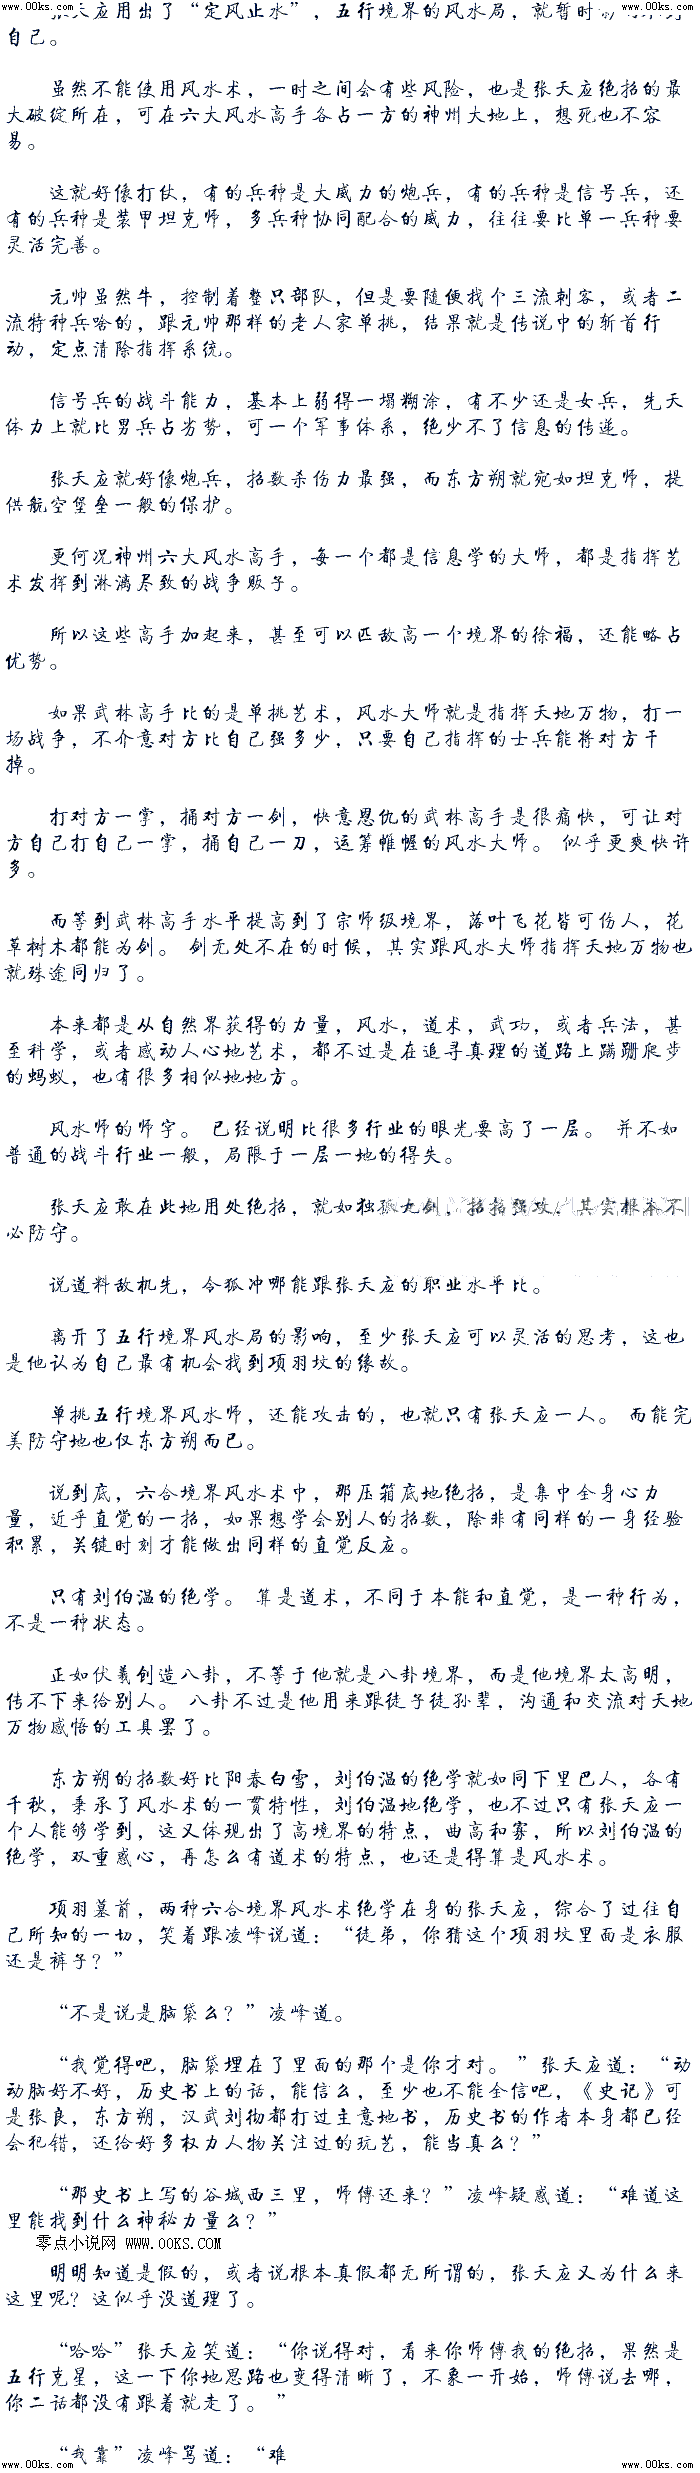 www.00ks.com www.00ks.com
张天应用出了“定风止水”，五行境界的风水局，就暂时
自己。
虽然不能使用风水术，一时之间会有些风险，也是张天应绝招的最
大破绽所在，可在六大风水高手各占一方的神州大地上，想死也不容
易。
这就好像打仗，有的兵种是大威力的炮兵，有的兵种是信号兵，还
有的兵种是装甲坦克师，多兵种协同配合的威力，往往要比单一兵种要
灵活完善。
元帅虽然牛，控制着整只部队，但是要随便找个三流刺客，或者二
流特种兵啥的，跟元帅那样的老人家单挑，结果就是传说中的斩首行
动，定点清除指挥系统。
信号兵的战斗能力，基本上弱得一塌糊涂，有不少还是女兵，先天
体力上就比男兵占劣势，可一个军事体系，绝少不了信息的传递。
张天应就好像炮兵，招数杀伤力最强，而东方朔就宛如坦克师，提
供航空堡垒一般的保护。
更何况神州六大风水高手，每一个都是信息学的大师，都是指挥艺
术发挥到淋漓尽致的战争贩子。
所以这些高手加起来，甚至可以匹敌高一个境界的徐福，还能略占
优势。
如果武林高手比的是单挑艺术，风水大师就是指挥天地万物，打一
场战争，不介意对方比自己强多少，只要自己指挥的士兵能将对方干
掉。
打对方一掌，捅对方一剑，快意恩仇的武林高手是很痛快，可让对
方自己打自己一掌，捅自己一刀，运筹帷幄的风水大师。 似乎更爽快许
多。
而等到武林高手水平提高到了宗师级境界，落叶飞花皆可伤人，花
草树木都能为剑。 剑无处不在的时候，其实跟风水大师指挥天地万物也
就殊途同归了。
本来都是从自然界获得的力量，风水，道术，武功，或者兵法，甚
至科学，或者感动人心地艺术，都不过是在追寻真理的道路上蹒跚爬步
的蚂蚁，也有很多相似地地方。
风水师的师字。 已经说明比很多行业的眼光要高了一层。 并不如
普通的战斗行业一般，局限于一层一地的得失。
张天应敢在此地用处绝招，就如独孤九剑，招招强攻，其实根本不
必防守。
说道料敌机先，令狐冲哪能跟张天应的职业水平比。
离开了五行境界风水局的影响，至少张天应可以灵活的思考，这也
是他认为自己最有机会找到项羽坟的缘故。
单挑五行境界风水师，还能攻击的，也就只有张天应一人。 而能完
美防守地也仅东方朔而已。
说到底，六合境界风水术中，那压箱底地绝招，是集中全身心力
量，近乎直觉的一招，如果想学会别人的招数，除非有同样的一身经验
积累，关键时刻才能做出同样的直觉反应。
只有刘伯温的绝学。 算是道术，不同于本能和直觉，是一种行为，
不是一种状态。
正如伏羲创造八卦，不等于他就是八卦境界，而是他境界太高明，
传不下来给别人。 八卦不过是他用来跟徒子徒孙辈，沟通和交流对天地
万物感悟的工具罢了。
东方朔的招数好比阳春白雪，刘伯温的绝学就如同下里巴人，各有
千秋，秉承了风水术的一贯特性，刘伯温地绝学，也不过只有张天应一
个人能够学到，这又体现出了高境界的特点，曲高和寡，所以刘伯温的
绝学，双重惑心，再怎么有道术的特点，也还是得算是风水术。
项羽墓前，两种六合境界风水术绝学在身的张天应，综合了过往自
己所知的一切，笑着跟凌峰说道：“徒弟，你猜这个项羽坟里面是衣服
还是裤子？”
“不是说是脑袋么？”凌峰道。
“我觉得吧，脑袋埋在了里面的那个是你才对。 ”张天应道：“动
动脑好不好，历史书上的话，能信么，至少也不能全信吧，《史记》可
是张良，东方朔，汉武刘彻都打过主意地书，历史书的作者本身都已经
会犯错，还给好多权力人物关注过的玩艺，能当真么？”
“那史书上写的谷城西三里，师傅还来？”凌峰疑惑道：“难道这
里能找到什么神秘力量么？”
零点小说网 www.00KS.com
明明知道是假的，或者说根本真假都无所谓的，张天应又为什么来
这里呢？这似乎没道理了。
“哈哈”张天应笑道：“你说得对，看来你师傅我的绝招，果然是
五行克星，这一下你地思路也变得清晰了，不象一开始，师傅说去哪，
你二话都没有跟着就走了。 ”
“我靠”凌峰骂道：“难
www.00ks.com www.00ks.com